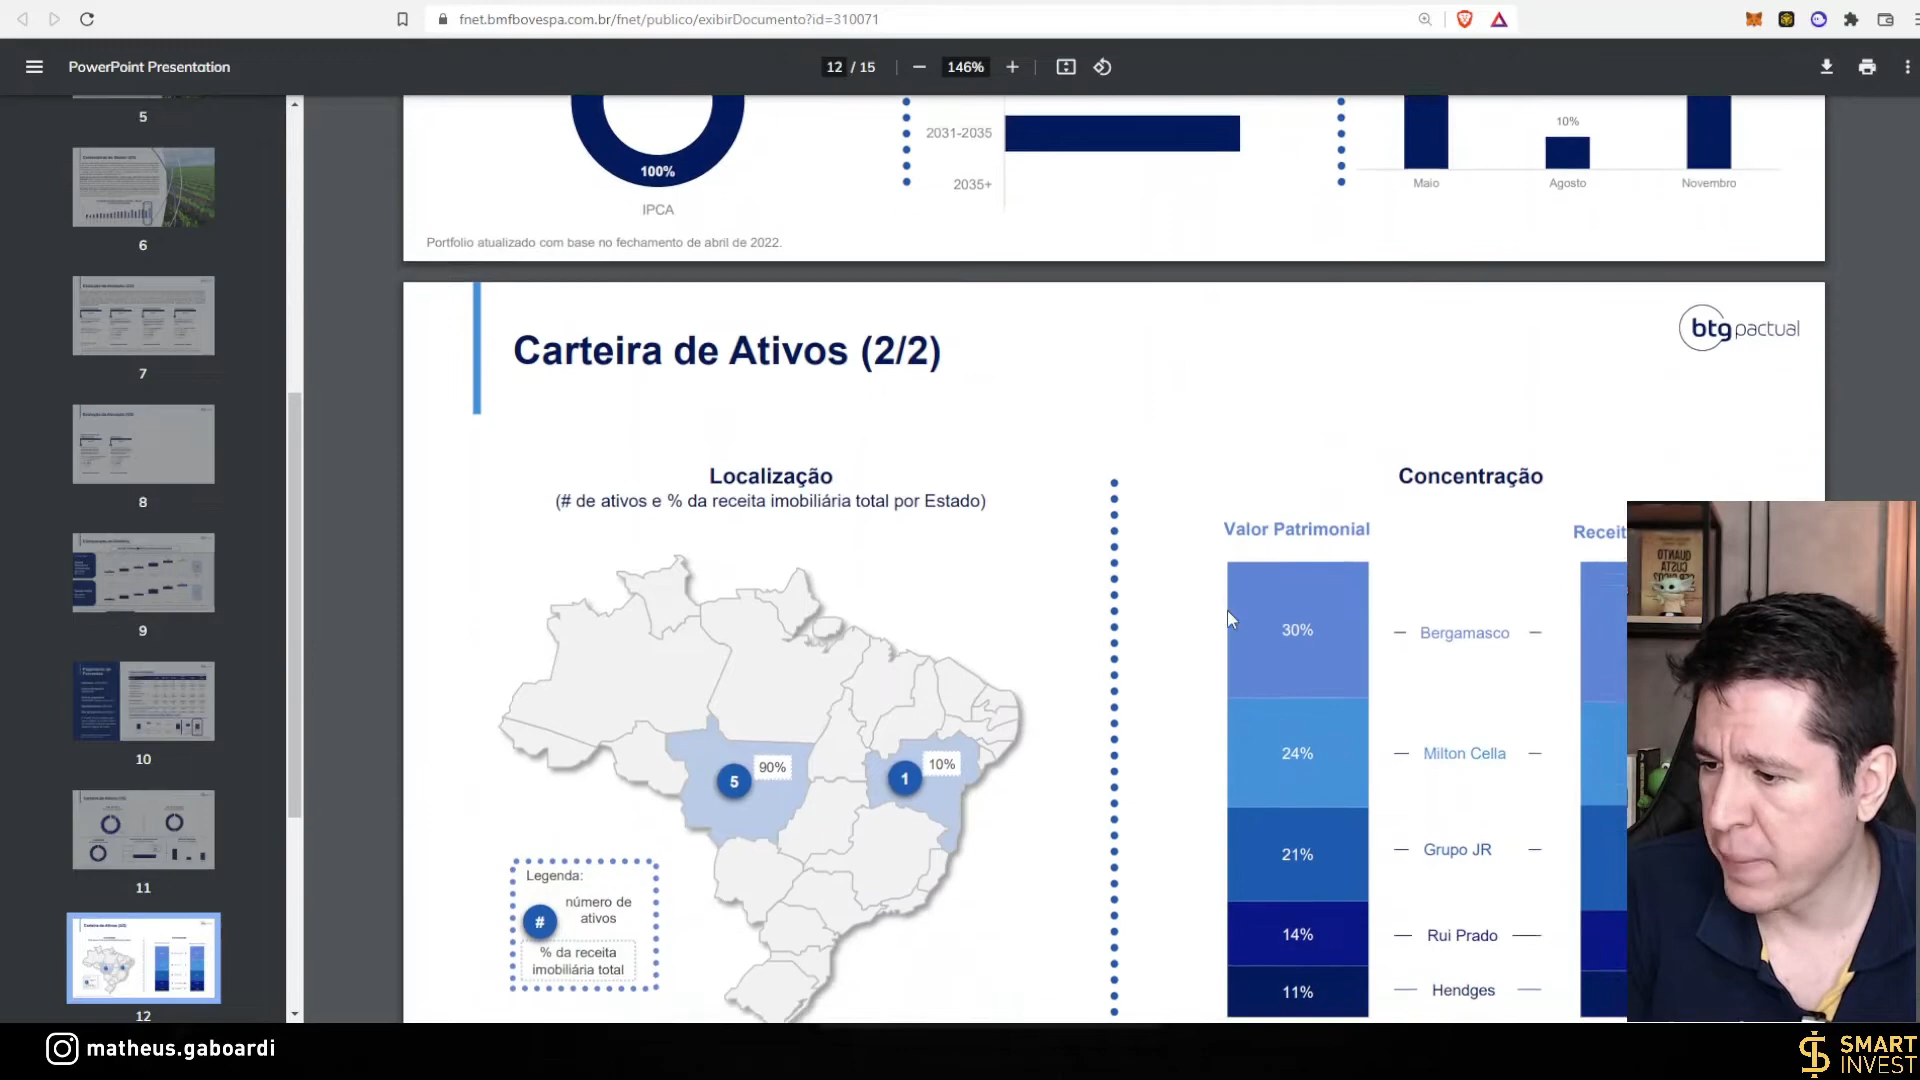 fnet.bmfbovespa.com.br/fnet/publico/exibirDocumento?id=310071
PowerPoint Presentation
12 / 15
146%
5
6
7
8
9
10
11
12
100%
IPCA
2031-2035
2035+
10%
Maio
Agosto
Novembro
Portfolio atualizado com base no fechamento de abril de 2022.
Carteira de Ativos (2/2)
btgpactual
Localização
(# de ativos e % da receita imobiliária total por Estado)
5
90%
1
10%
Legenda:
#
número de
ativos
% da receita
imobiliária total
Concentração
Valor Patrimonial
Receit
30%
Bergamasco
24%
Milton Cella
21%
Grupo JR
14%
Rui Prado
11%
Hendges
QUANTO
CUSTA
matheus.gaboardi
SMART
INVEST